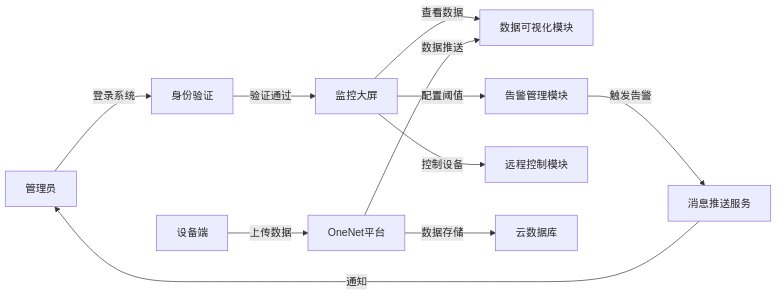 查看数据
数据可视化模块
数据推送
登录系统
身份验证
验证通过
监控大屏
配置阈值
告警管理模块
触发告警
管理员
控制设备
远程控制模块
消息推送服务
设备端
上传数据
OneNet平台
数据存储
云数据库
通知